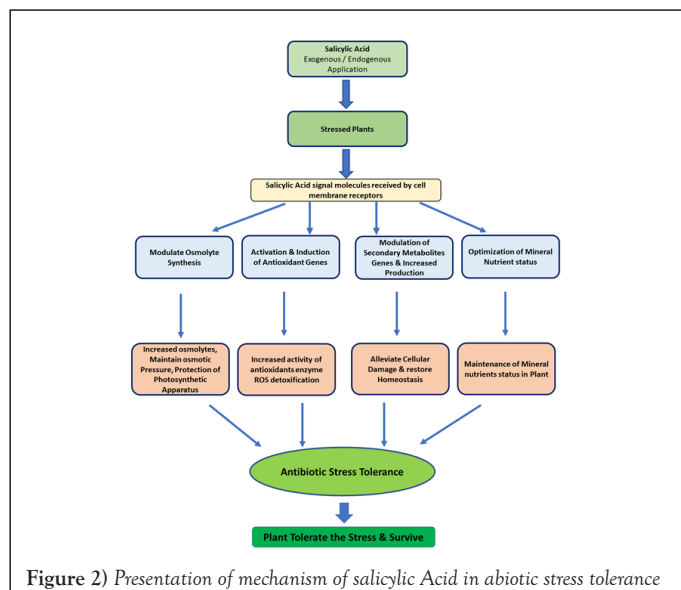 Salicylic Acid
Exogenous / Endogenous
Application
Stressed Plants
Salicylic Acid signal molecules received by cell
membrane receptors
Modulate Osmolyte
Synthesis
Activation & Induction
of Antioxidant Genes
Modulation of
Secondary Metabolites
Genes & Increased
Production
Optimization of Mineral
Nutrient status
Increased osmolytes,
Maintain osmotic
Pressure, Protection of
Photosynthetic
Apparatus
Increased activity of
antioxidants enzyme
ROS detoxification
Alleviate Cellular
Damage & restore
Homeostasis
Maintenance of Mineral
nutrients status in Plant
Antibiotic Stress Tolerance
Plant Tolerate the Stress & Survive
Figure 2) Presentation of mechanism of salicylic Acid in abiotic stress tolerance